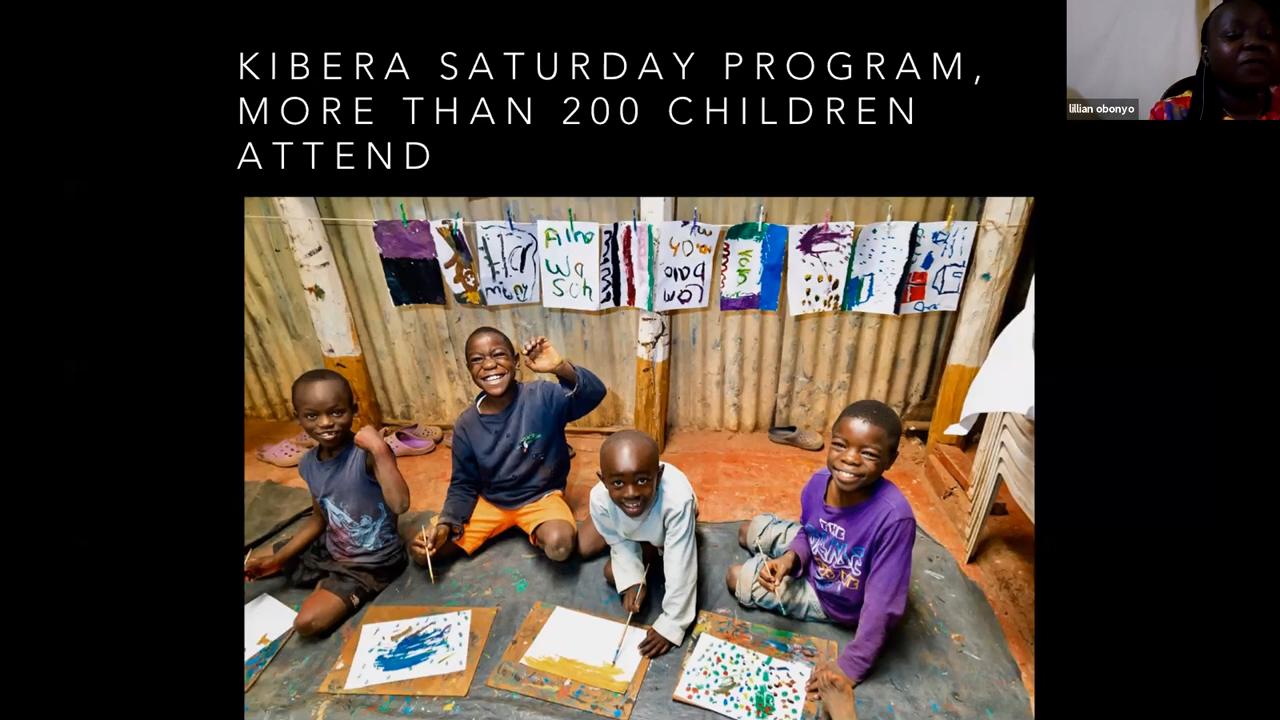 KIBERA SATURDAY PROGRAM,
MORE THAN 200 CHILDREN
ATTEND
lillian obonyo